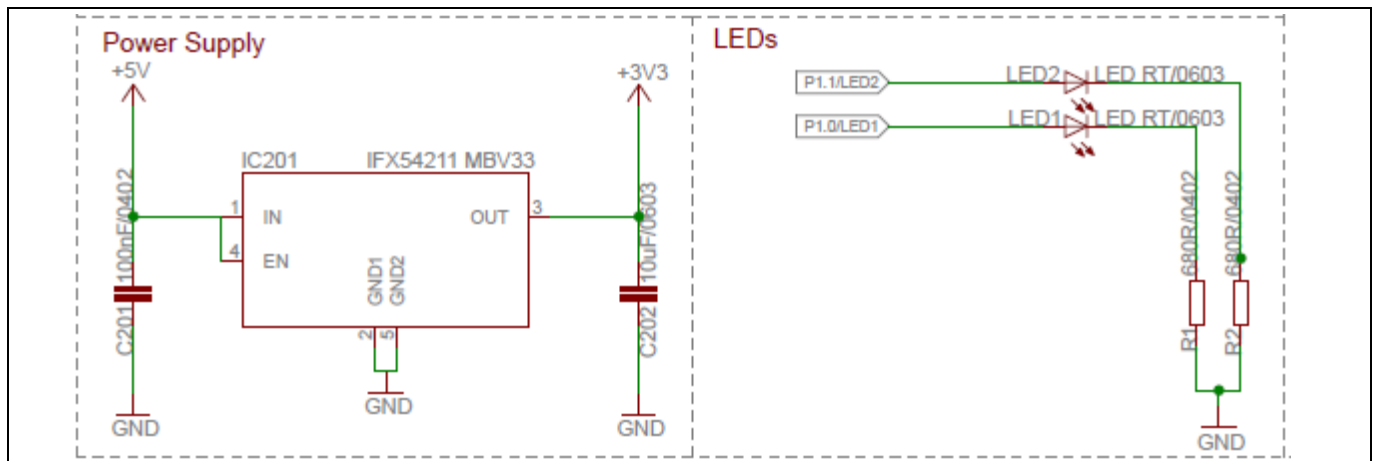 Power Supply
+5V
+3V3
IC201
IFX54211 MBV33
1
IN
OUT
3
4
EN
GND1
GND2
2
5
C201
100nF/0402
C202
10uF/0603
GND
GND
GND
LEDs
P1.1/LED2
LED2
LED RT/0603
P1.0/LED1
LED1
LED RT/0603
R1
680R/0402
R2
680R/0402
GND